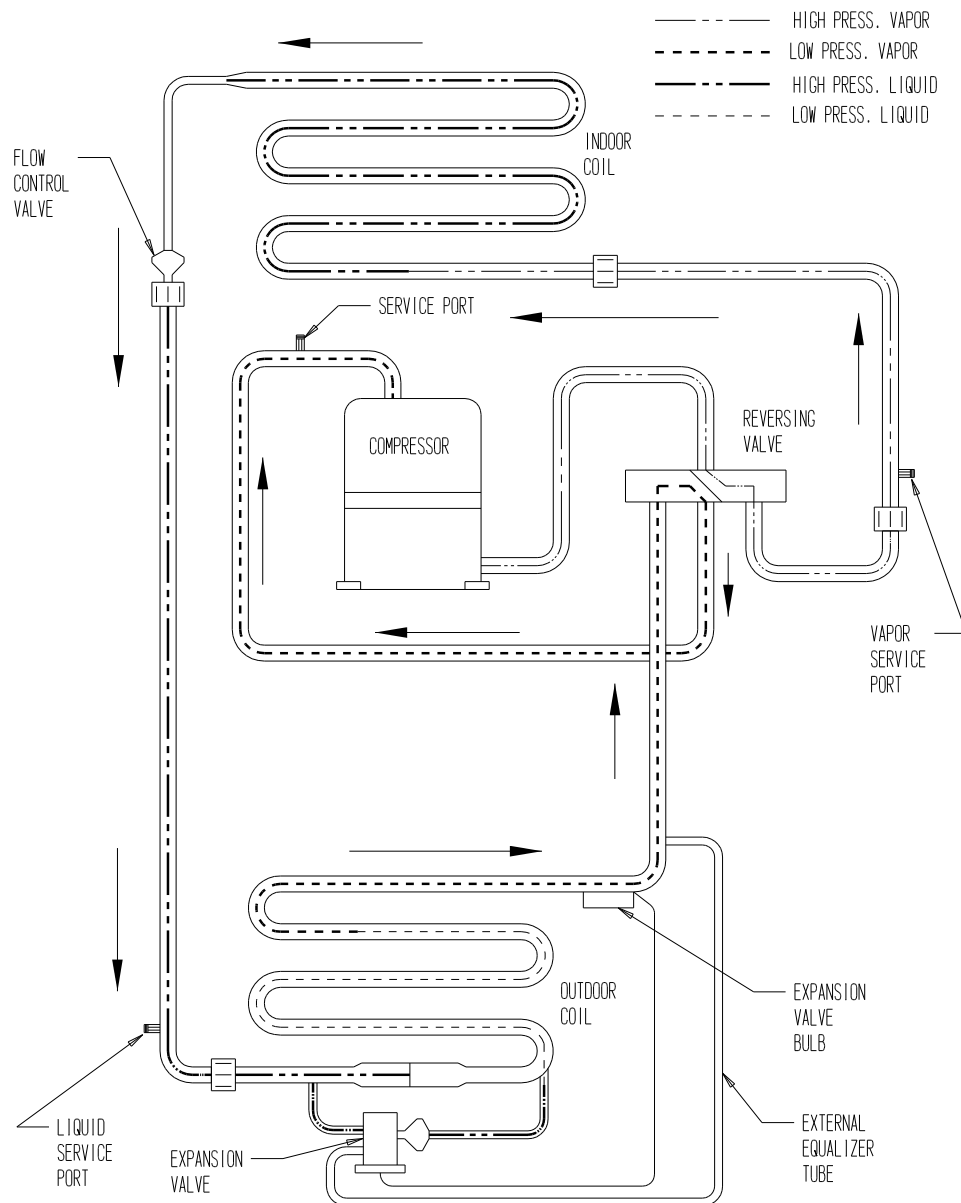 HIGH PRESS. VAPOR
LOW PRESS. VAPOR
HIGH PRESS. LIQUID
LOW PRESS. LIQUID
INDOOR
COIL
FLOW
CONTROL
VALVE
SERVICE PORT
COMPRESSOR
REVERSING
VALVE
VAPOR
SERVICE
PORT
OUTDOOR
COIL
EXPANSION
VALVE
BULB
LIQUID
SERVICE
PORT
EXPANSION
VALVE
EXTERNAL
EQUALIZER
TUBE